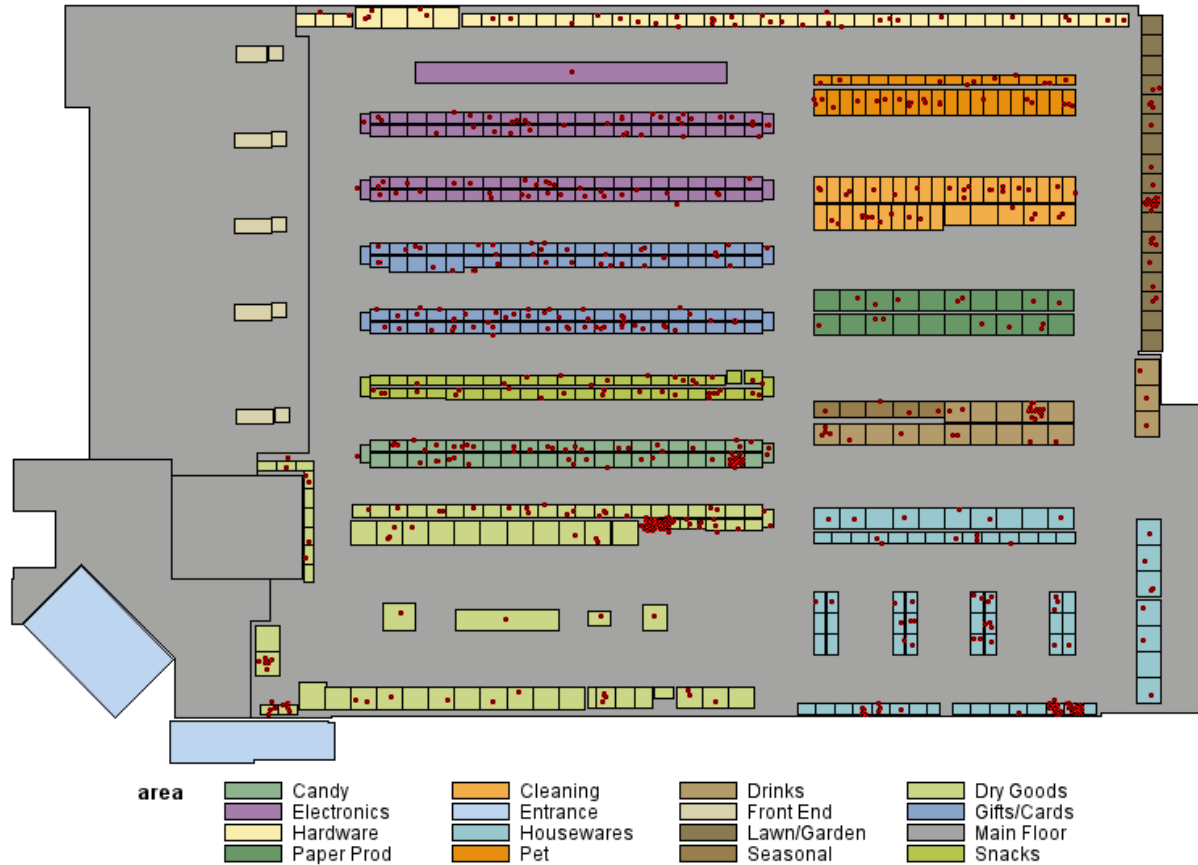 area
Candy Cleaning Drinks Dry Goods
Electronics Entrance Front End Gifts/Cards
Hardware Housewares Lawn/Garden Main Floor
Paper Prod Pet Seasonal Snacks